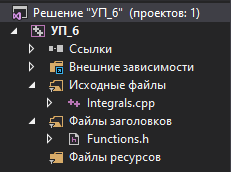 Решение "УП_6" (проектов: 1)
УП_6
Ссылки
Внешние зависимости
Исходные файлы
Integrals.cpp
Файлы заголовков
Functions.h
Файлы ресурсов